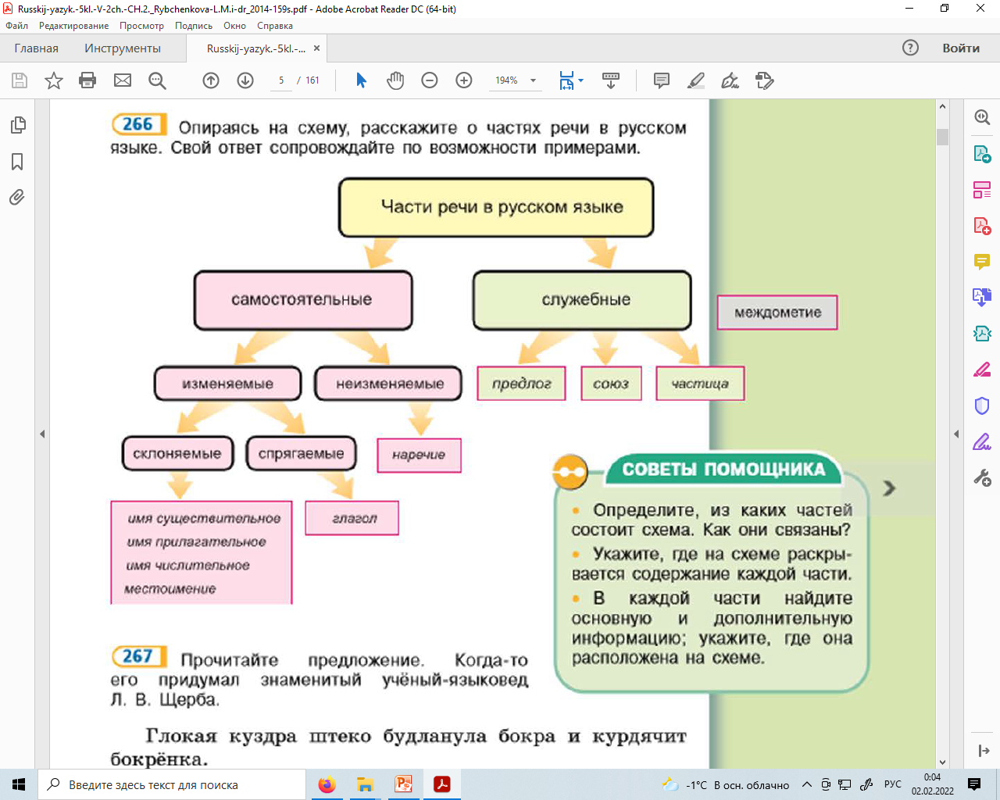 Russkij-yazyk.-5kl.-V-2ch.-CH.2._Rybchenkova-L.M.i-dr_2014-159s.pdf - Adobe Acrobat Reader DC (64-bit)
Файл Редактирование Просмотр Подпись Окно Справка
Главная Инструменты Russkij-yazyk.-5kl.-... × Войти
5 / 161 194%
266 Опираясь на схему, расскажите о частях речи в русском
языке. Свой ответ сопровождайте по возможности примерами.
Части речи в русском языке
самостоятельные служебные
междометие
изменяемые неизменяемые предлог союз частица
склоняемые спрягаемые наречие
имя существительное глагол
имя прилагательное
имя числительное
местоимение
СОВЕТЫ ПОМОЩНИКА
• Определите, из каких частей
состоит схема. Как они связаны?
• Укажите, где на схеме раскры-
вается содержание каждой части.
• В каждой части найдите
основную и дополнительную
информацию; укажите, где она
расположена на схеме.
267 Прочитайте предложение. Когда-то
его придумал знаменитый учёный-языковед
Л. В. Щерба.
Глокая куздра штеко будланула бокра и курдячит
бокрёнка.
Введите здесь текст для поиска
-1°C В осн. облачно РУС 0:04
02.02.2022